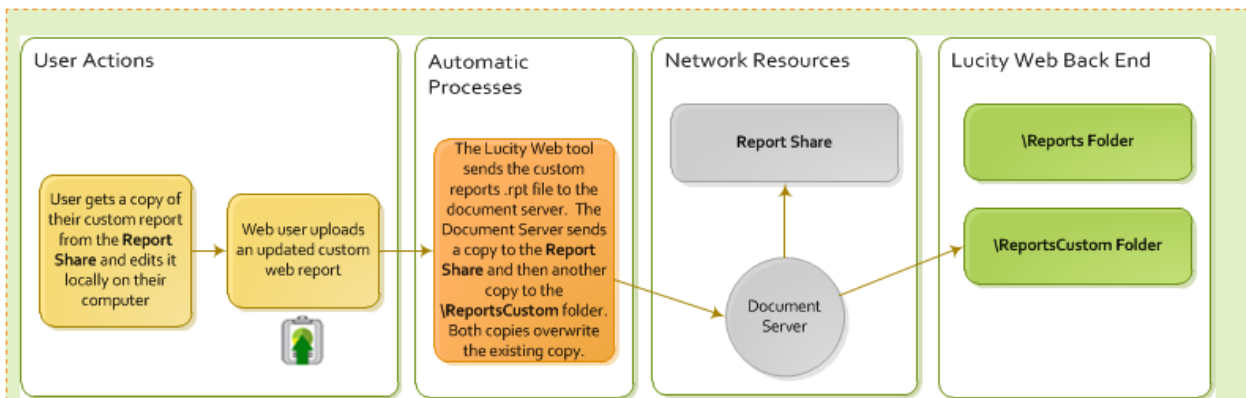 User Actions
User gets a copy of
their custom report
from the Report
Share and edits it
locally on their
computer
Web user uploads
an updated custom
web report
Automatic
Processes
The Lucity Web tool
sends the custom
reports .rpt file to the
document server.  The
Document Server sends
a copy to the Report
Share and then another
copy to the
\ReportsCustom folder.
Both copies overwrite
the existing copy.
Network Resources
Report Share
Document
Server
Lucity Web Back End
\Reports Folder
\ReportsCustom Folder